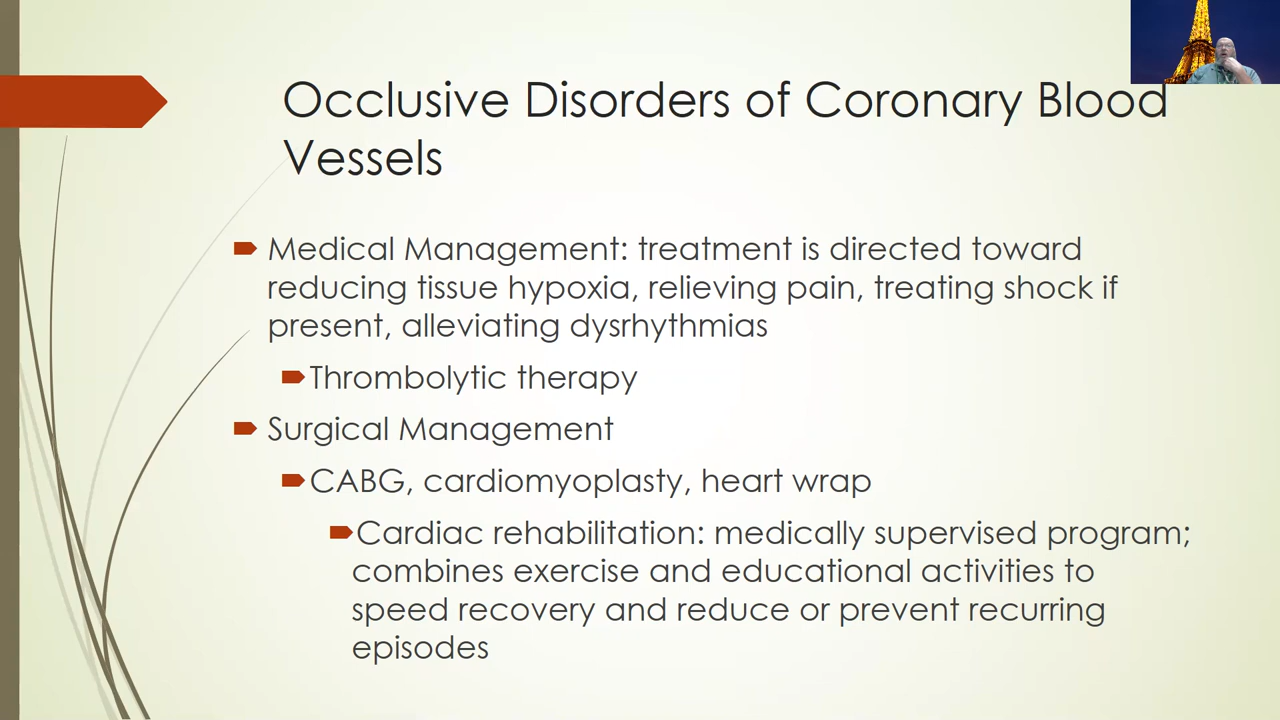 Occlusive Disorders of Coronary Blood
Vessels
Medical Management: treatment is directed toward
reducing tissue hypoxia, relieving pain, treating shock if
present, alleviating dysrhythmias
Thrombolytic therapy
Surgical Management
CABG, cardiomyoplasty, heart wrap
Cardiac rehabilitation: medically supervised program;
combines exercise and educational activities to
speed recovery and reduce or prevent recurring
episodes